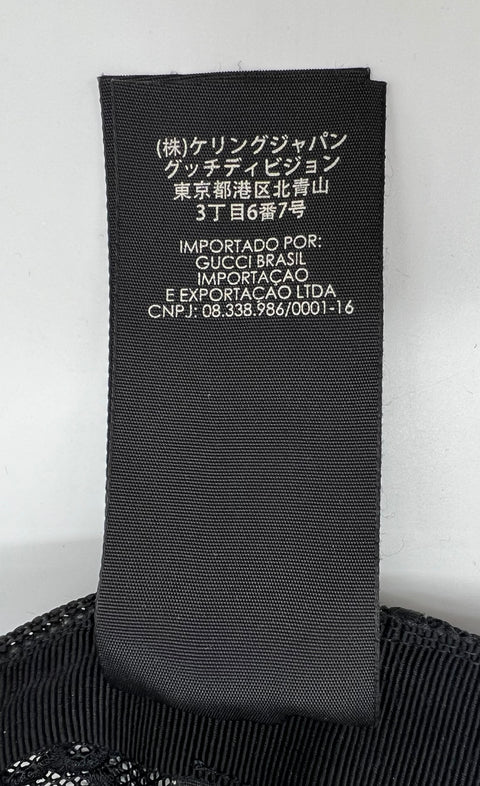 (株)ケリングジャパン
グッチディビジョン
東京都港区北青山
3丁目6番7号
IMPORTADO POR:
GUCCI BRASIL
IMPORTAÇAO
E EXPORTAÇÃO LTDA
CNPJ: 08.338.986/0001-16